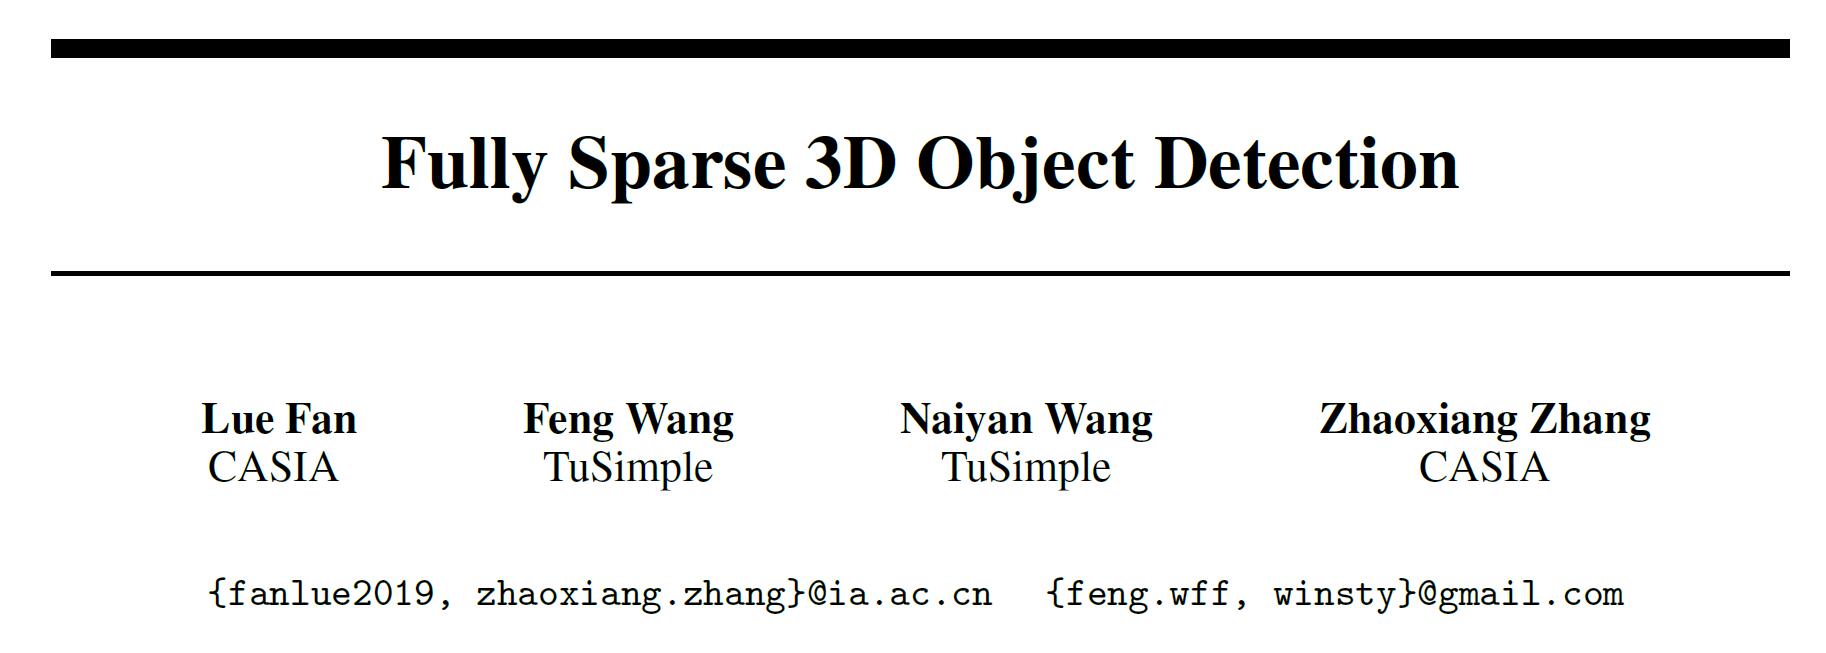 Fully Sparse 3D Object Detection
Lue Fan Feng Wang Naiyan Wang Zhaoxiang Zhang
CASIA TuSimple TuSimple CASIA
{fanlue2019, zhaoxiang.zhang}@ia.ac.cn {feng.wff, winsty}@gmail.com